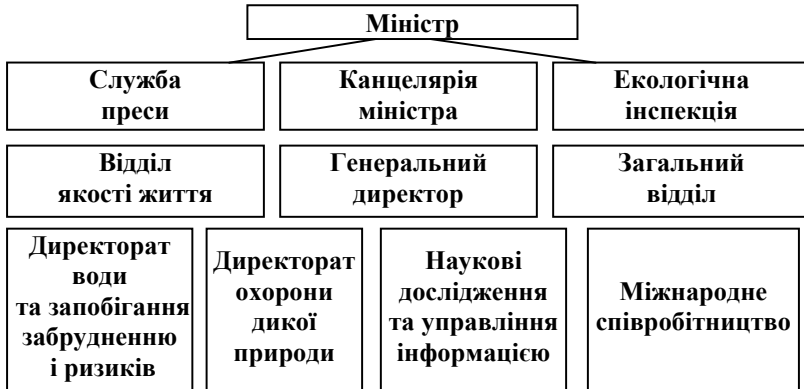 Міністр
Служба
преси
Канцелярія
міністра
Екологічна
інспекція
Відділ
якості життя
Генеральний
директор
Загальний
відділ
Директорат
води
та запобігання
забрудненню
і ризиків
Директорат
охорони
дикої
природи
Наукові
дослідження
та управління
інформацією
Міжнародне
співробітництво